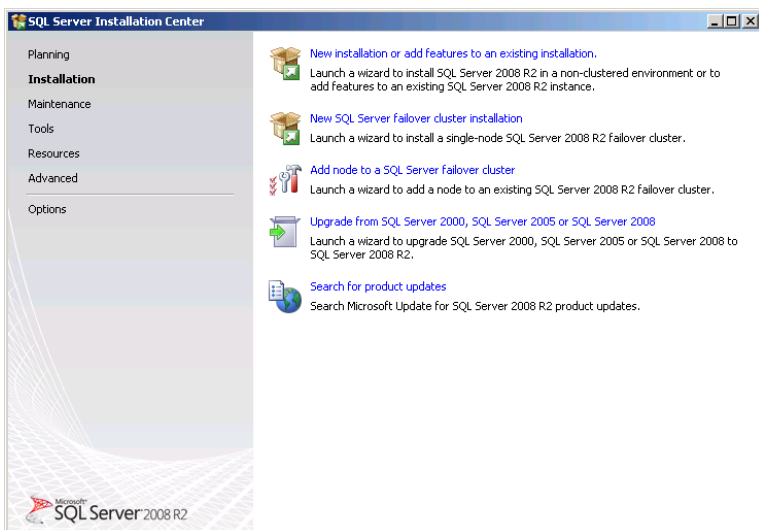 SQL Server Installation Center
Planning
Installation
Maintenance
Tools
Resources
Advanced
Options
New installation or add features to an existing installation.
Launch a wizard to install SQL Server 2008 R2 in a non-clustered environment or to
add features to an existing SQL Server 2008 R2 instance.
New SQL Server failover cluster installation
Launch a wizard to install a single-node SQL Server 2008 R2 failover cluster.
Add node to a SQL Server failover cluster
Launch a wizard to add a node to an existing SQL Server 2008 R2 failover cluster.
Upgrade from SQL Server 2000, SQL Server 2005 or SQL Server 2008
Launch a wizard to upgrade SQL Server 2000, SQL Server 2005 or SQL Server 2008 to
SQL Server 2008 R2.
Search for product updates
Search Microsoft Update for SQL Server 2008 R2 product updates.
Microsoft
SQL Server 2008 R2